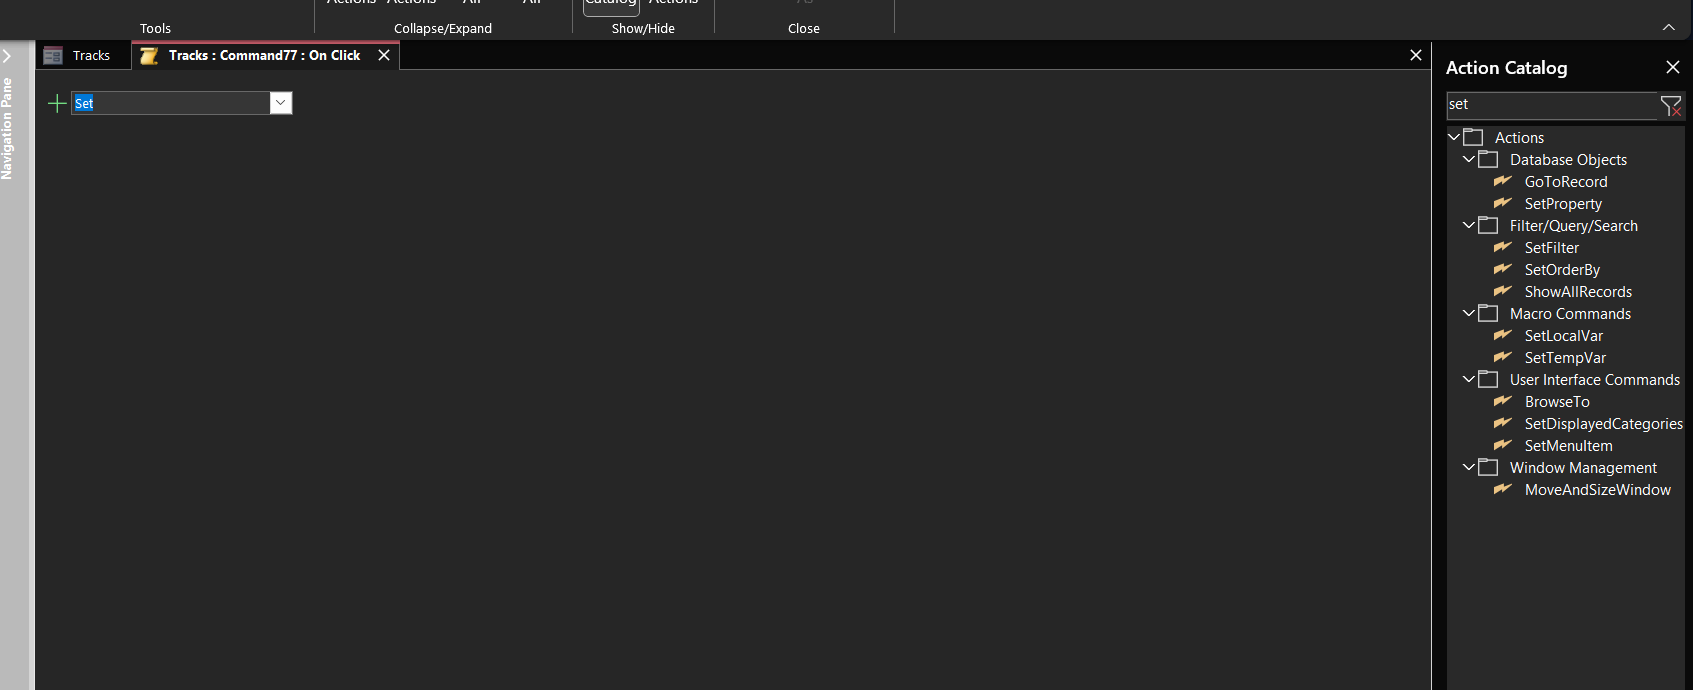 Actions Actions All All Catalog Actions
Tools Collapse/Expand Show/Hide Close
Navigation Pane
Tracks
Tracks : Command77 : On Click
Set
Action Catalog
set
Actions
Database Objects
GoToRecord
SetProperty
Filter/Query/Search
SetFilter
SetOrderBy
ShowAllRecords
Macro Commands
SetLocalVar
SetTempVar
User Interface Commands
BrowseTo
SetDisplayedCategories
SetMenuItem
Window Management
MoveAndSizeWindow